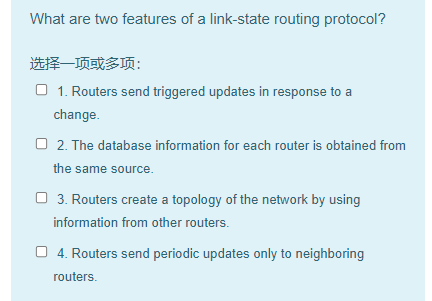 What are two features of a link-state routing protocol?
选择一项或多项：
1. Routers send triggered updates in response to a
change.
2. The database information for each router is obtained from
the same source.
3. Routers create a topology of the network by using
information from other routers.
4. Routers send periodic updates only to neighboring
routers.